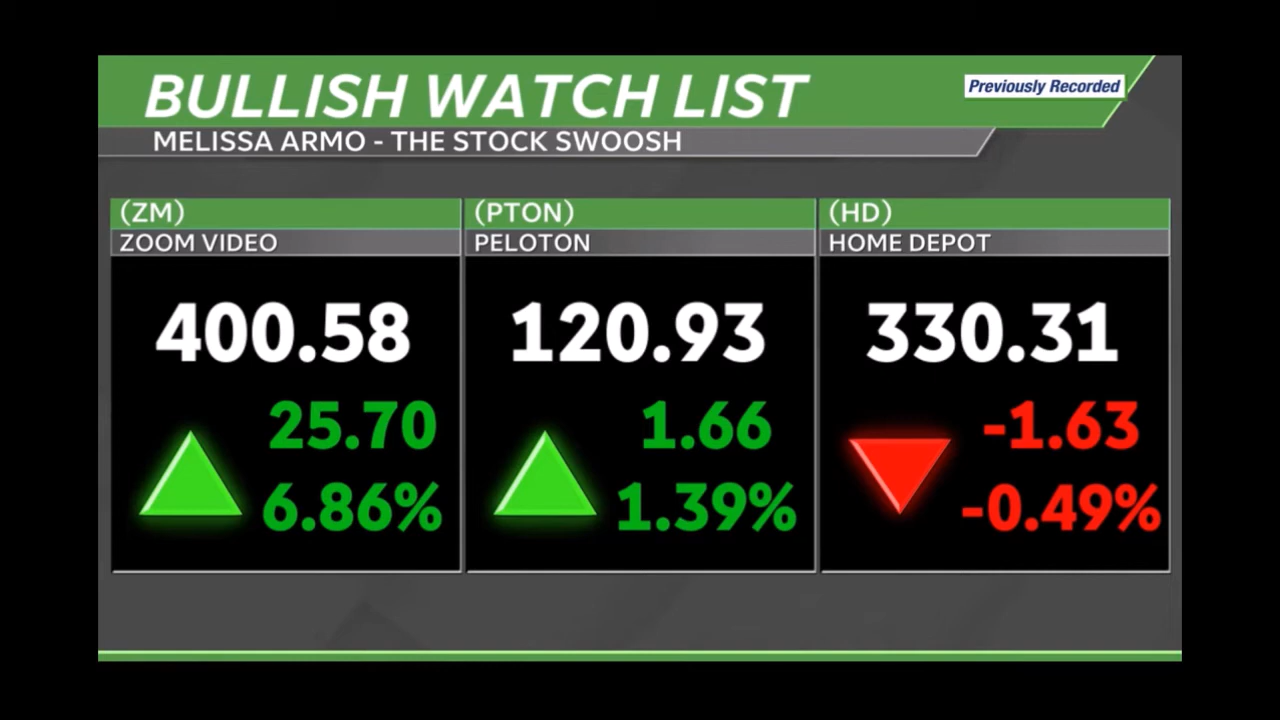 BULLISH WATCH LIST
Previously Recorded
MELISSA ARMO - THE STOCK SWOOSH
(ZM)
ZOOM VIDEO
400.58
25.70
6.86%
(PTON)
PELOTON
120.93
1.66
1.39%
(HD)
HOME DEPOT
330.31
-1.63
-0.49%